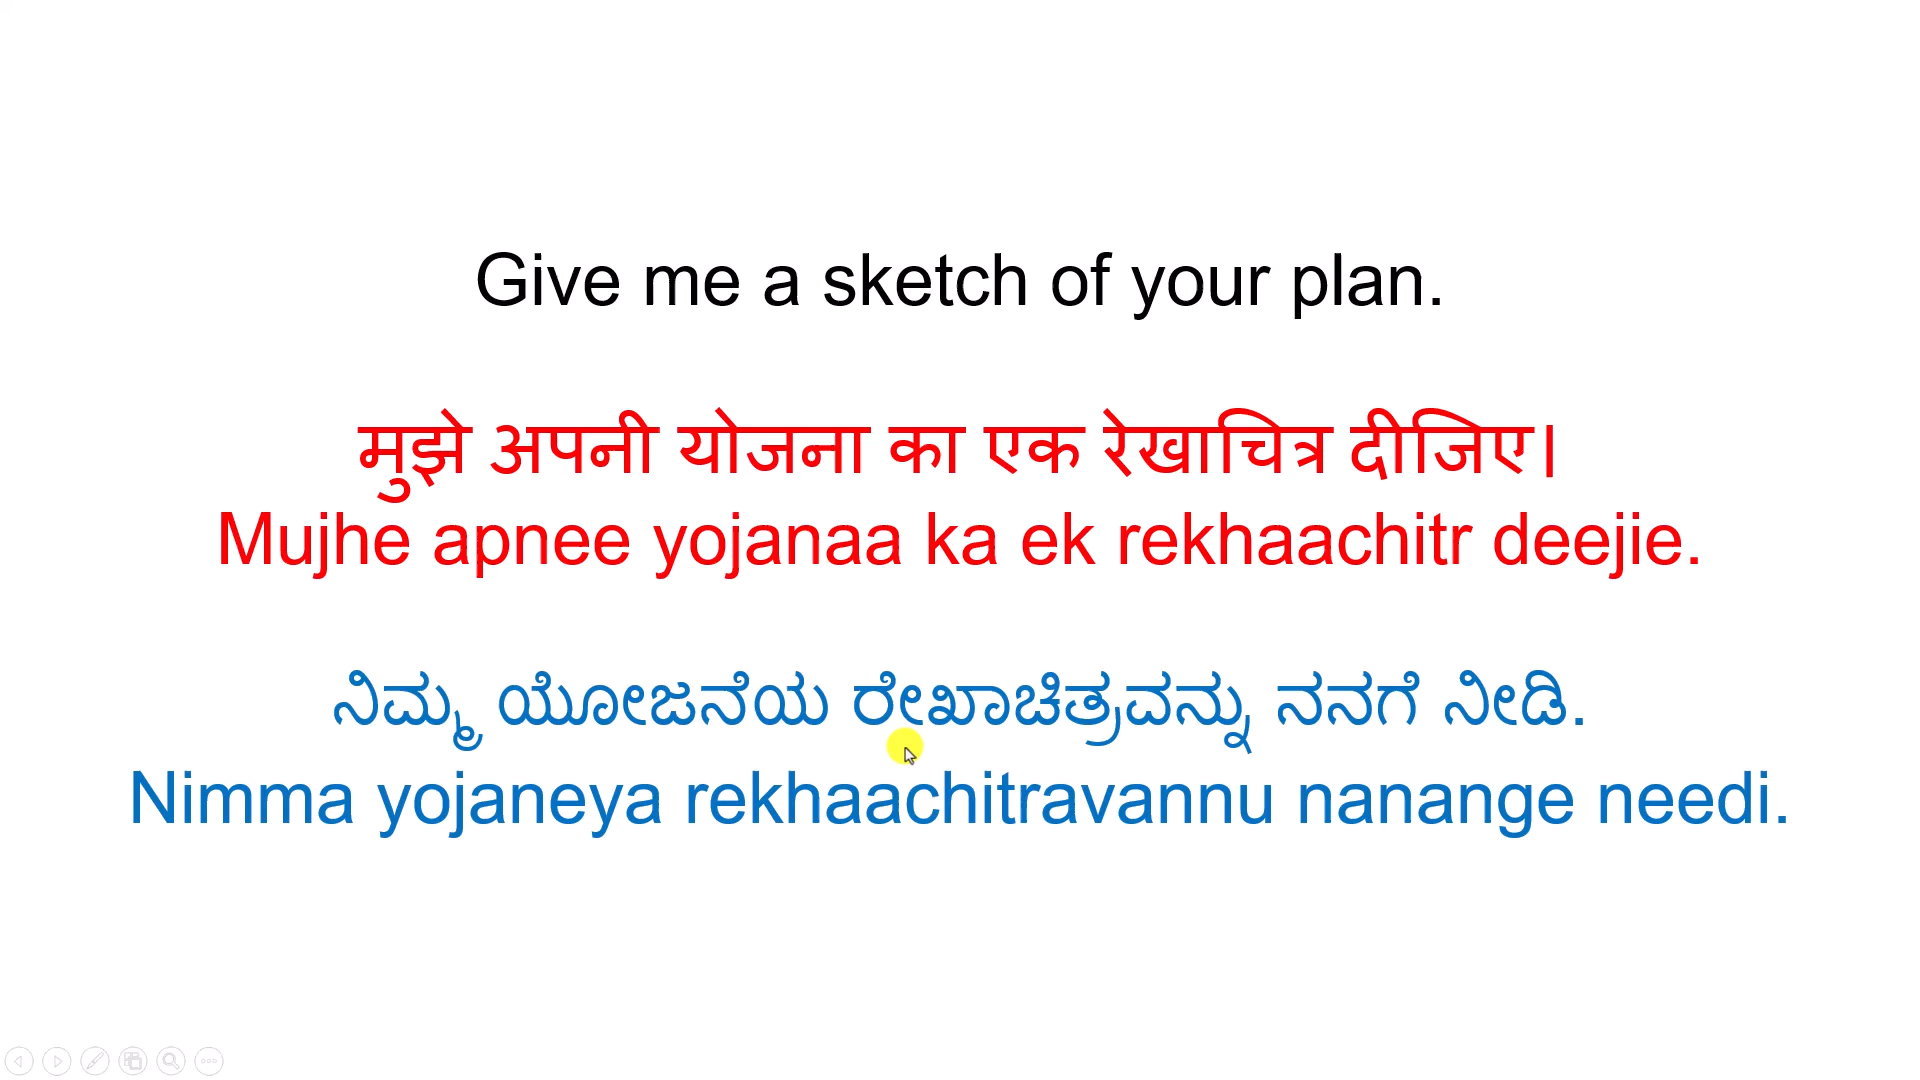 Give me a sketch of your plan.
मुझे अपनी योजना का एक रेखाचित्र दीजिए।
Mujhe apnee yojanaa ka ek rekhaachitr deejie.
ನಿಮ್ಮ ಯೋಜನೆಯ ರೇಖಾಚಿತ್ರವನ್ನು ನನಗೆ ನೀಡಿ.
Nimma yojaneya rekhaachitravannu nanange needi.